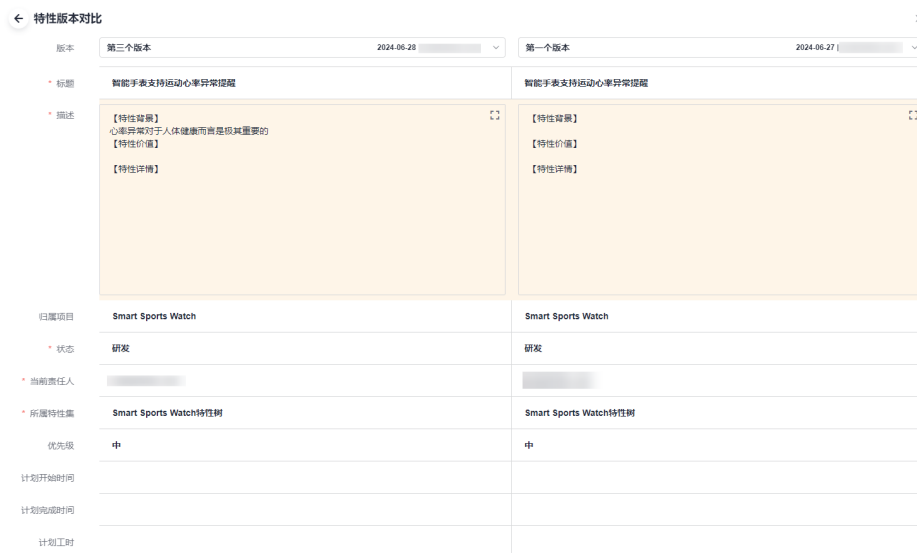 特性版本对比
版本 第三个版本 2024-06-28 第一个版本 2024-06-27
* 标题 智能手表支持运动心率异常提醒 智能手表支持运动心率异常提醒
* 描述 【特性背景】 【特性背景】
心率异常对于人体健康而言是极其重要的
【特性价值】 【特性价值】
【特性详情】 【特性详情】
归属项目 Smart Sports Watch Smart Sports Watch
* 状态 研发 研发
* 当前责任人
* 所属特性集 Smart Sports Watch特性树 Smart Sports Watch特性树
优先级 中 中
计划开始时间
计划完成时间
计划工时